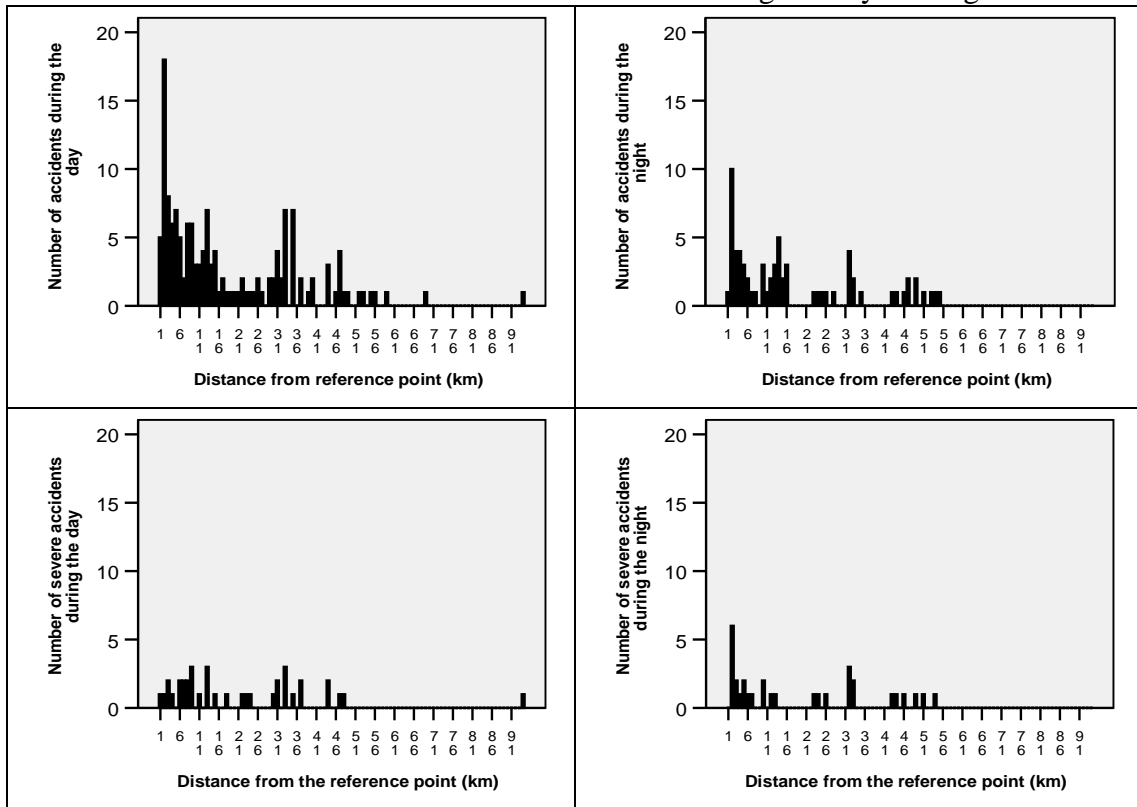 Number of accidents during the
day
20
15
10
5
0
1 6 1 1 2 2 3 3 4 4 5 5 6 6 7 7 8 8 9
1 6 1 6 1 6 1 6 1 6 1 6 1 6 1 6 1
Distance from reference point (km)
Number of accidents during the
night
20
15
10
5
0
1 6 1 1 2 2 3 3 4 4 5 5 6 6 7 7 8 8 9
1 6 1 6 1 6 1 6 1 6 1 6 1 6 1 6 1
Distance from reference point (km)
Number of severe accidents
during the day
20
15
10
5
0
1 6 1 1 2 2 3 3 4 4 5 5 6 6 7 7 8 8 9
1 6 1 6 1 6 1 6 1 6 1 6 1 6 1 6 1
Distance from the reference point (km)
Number of severe accidents
during the night
20
15
10
5
0
1 6 1 1 2 2 3 3 4 4 5 5 6 6 7 7 8 8 9
1 6 1 6 1 6 1 6 1 6 1 6 1 6 1 6 1
Distance from the reference point (km)